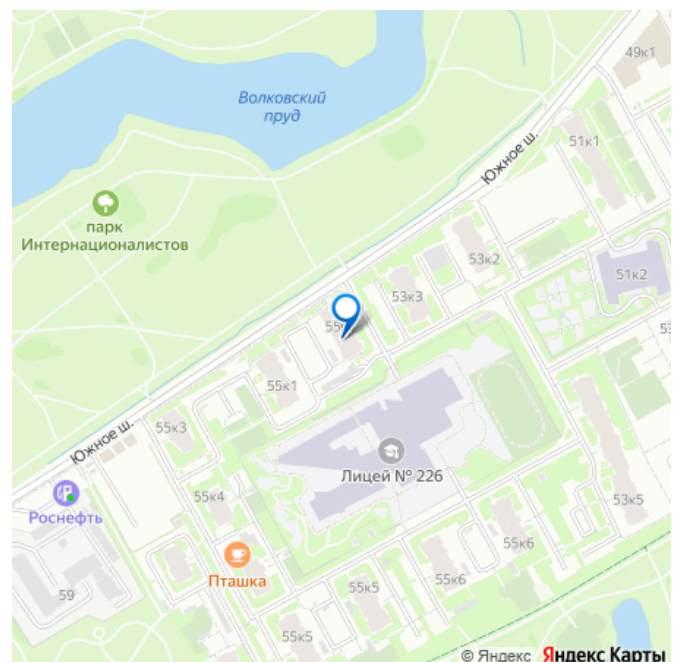 49к1
Волковский
пруд
Южное ш.
51к1
парк
Интернационалистов
53к2
51к2
53к3
55к1
55к3
Южное ш.
Лицей № 226
55к4
Роснефть
53к5
55к6
Пташка
55к5
55к6
59
55к5
© Яндекс Яндекс Карты